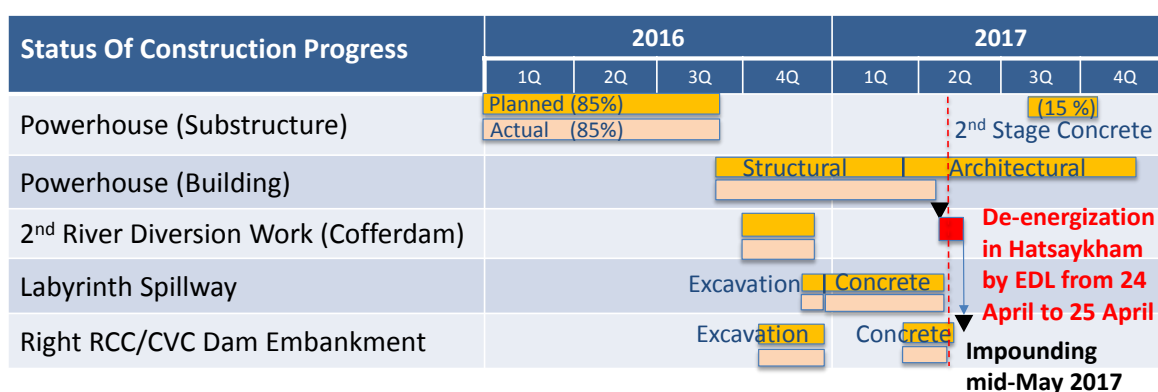 Status Of Construction Progress
2016
2017
1Q 2Q 3Q 4Q 1Q 2Q 3Q 4Q
Powerhouse (Substructure)
Planned (85%)
Actual (85%)
(15 %)
2nd Stage Concrete
Powerhouse (Building)
Structural
Architectural
2nd River Diversion Work (Cofferdam)
De-energization
in Hatsaykham
by EDL from 24
April to 25 April
Labyrinth Spillway
Excavation
Concrete
Right RCC/CVC Dam Embankment
Excavation
Concrete
Impounding
mid-May 2017